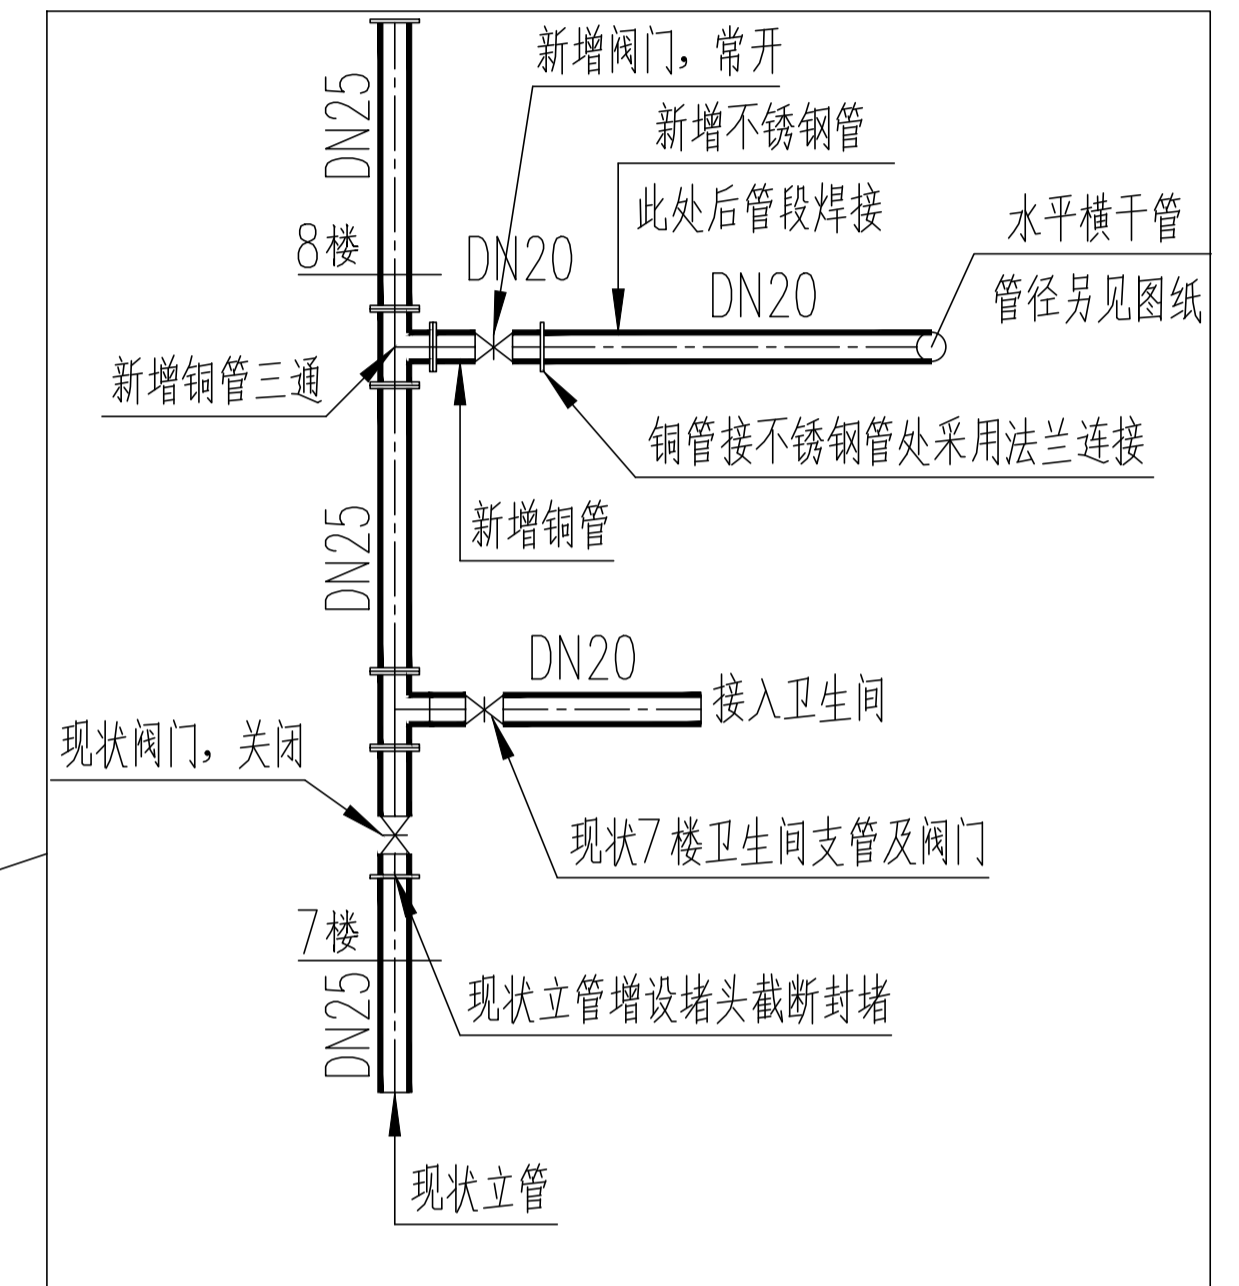 新增阀门，常开
DN25
新增不锈钢管
此处后管段焊接
水平横干管
8楼
DN20
DN20
管径另见图纸
新增铜管三通
铜管接不锈钢管处采用法兰连接
新增铜管
DN25
DN20
接入卫生间
现状阀门，关闭
现状7楼卫生间支管及阀门
7楼
现状立管增设堵头截断封堵
DN25
现状立管